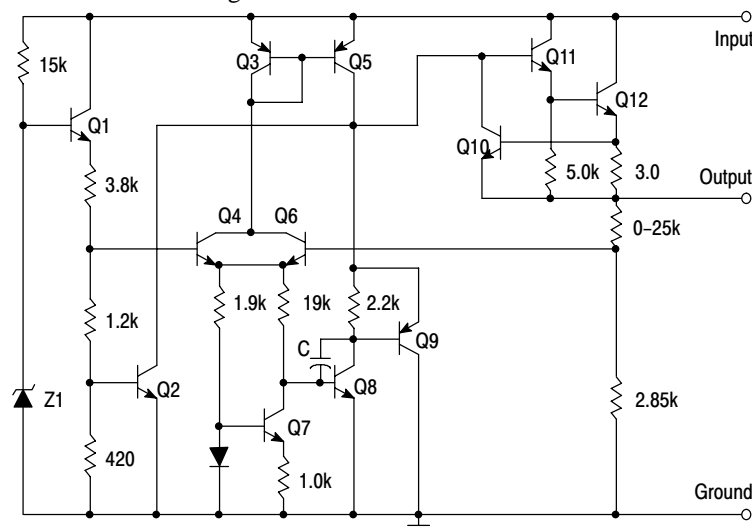 Input
15k
Q3
Q5
Q11
Q12
Q1
Q10
3.8k
5.0k
3.0
Output
Q4
Q6
0–25k
1.9k
19k
2.2k
1.2k
C
Q9
Z1
Q2
Q8
2.85k
Q7
420
1.0k
Ground